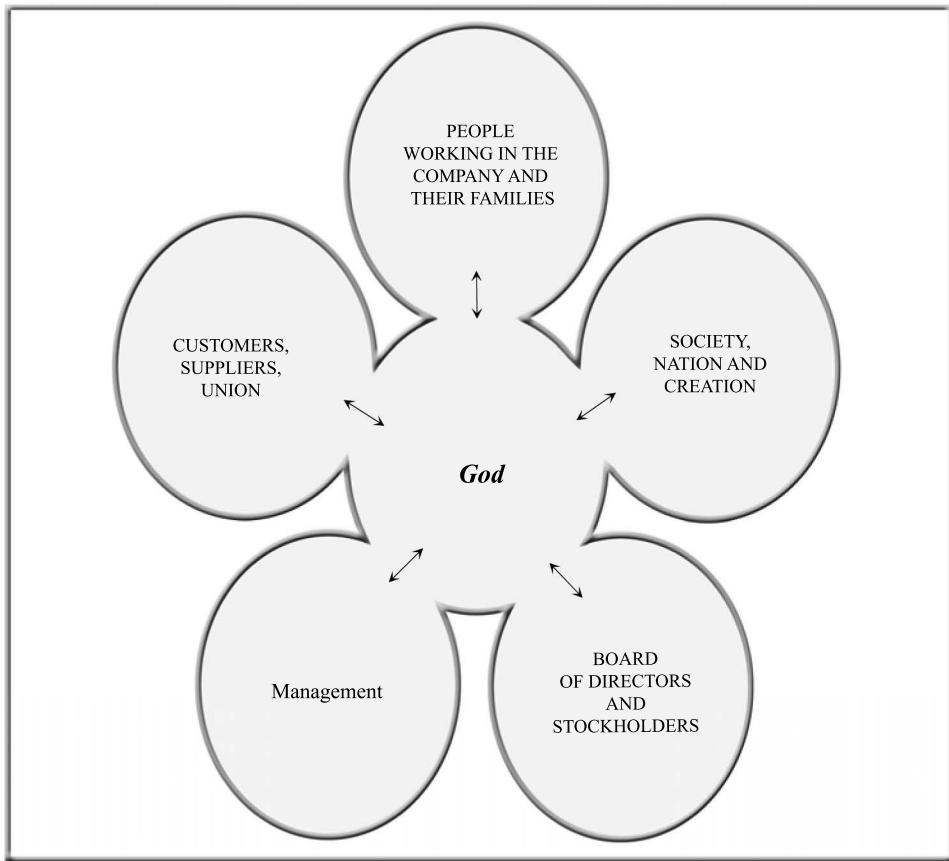 PEOPLE
WORKING IN THE
COMPANY AND
THEIR FAMILIES
CUSTOMERS,
SUPPLIERS,
UNION
SOCIETY,
NATION AND
CREATION
God
Management
BOARD
OF DIRECTORS
AND
STOCKHOLDERS